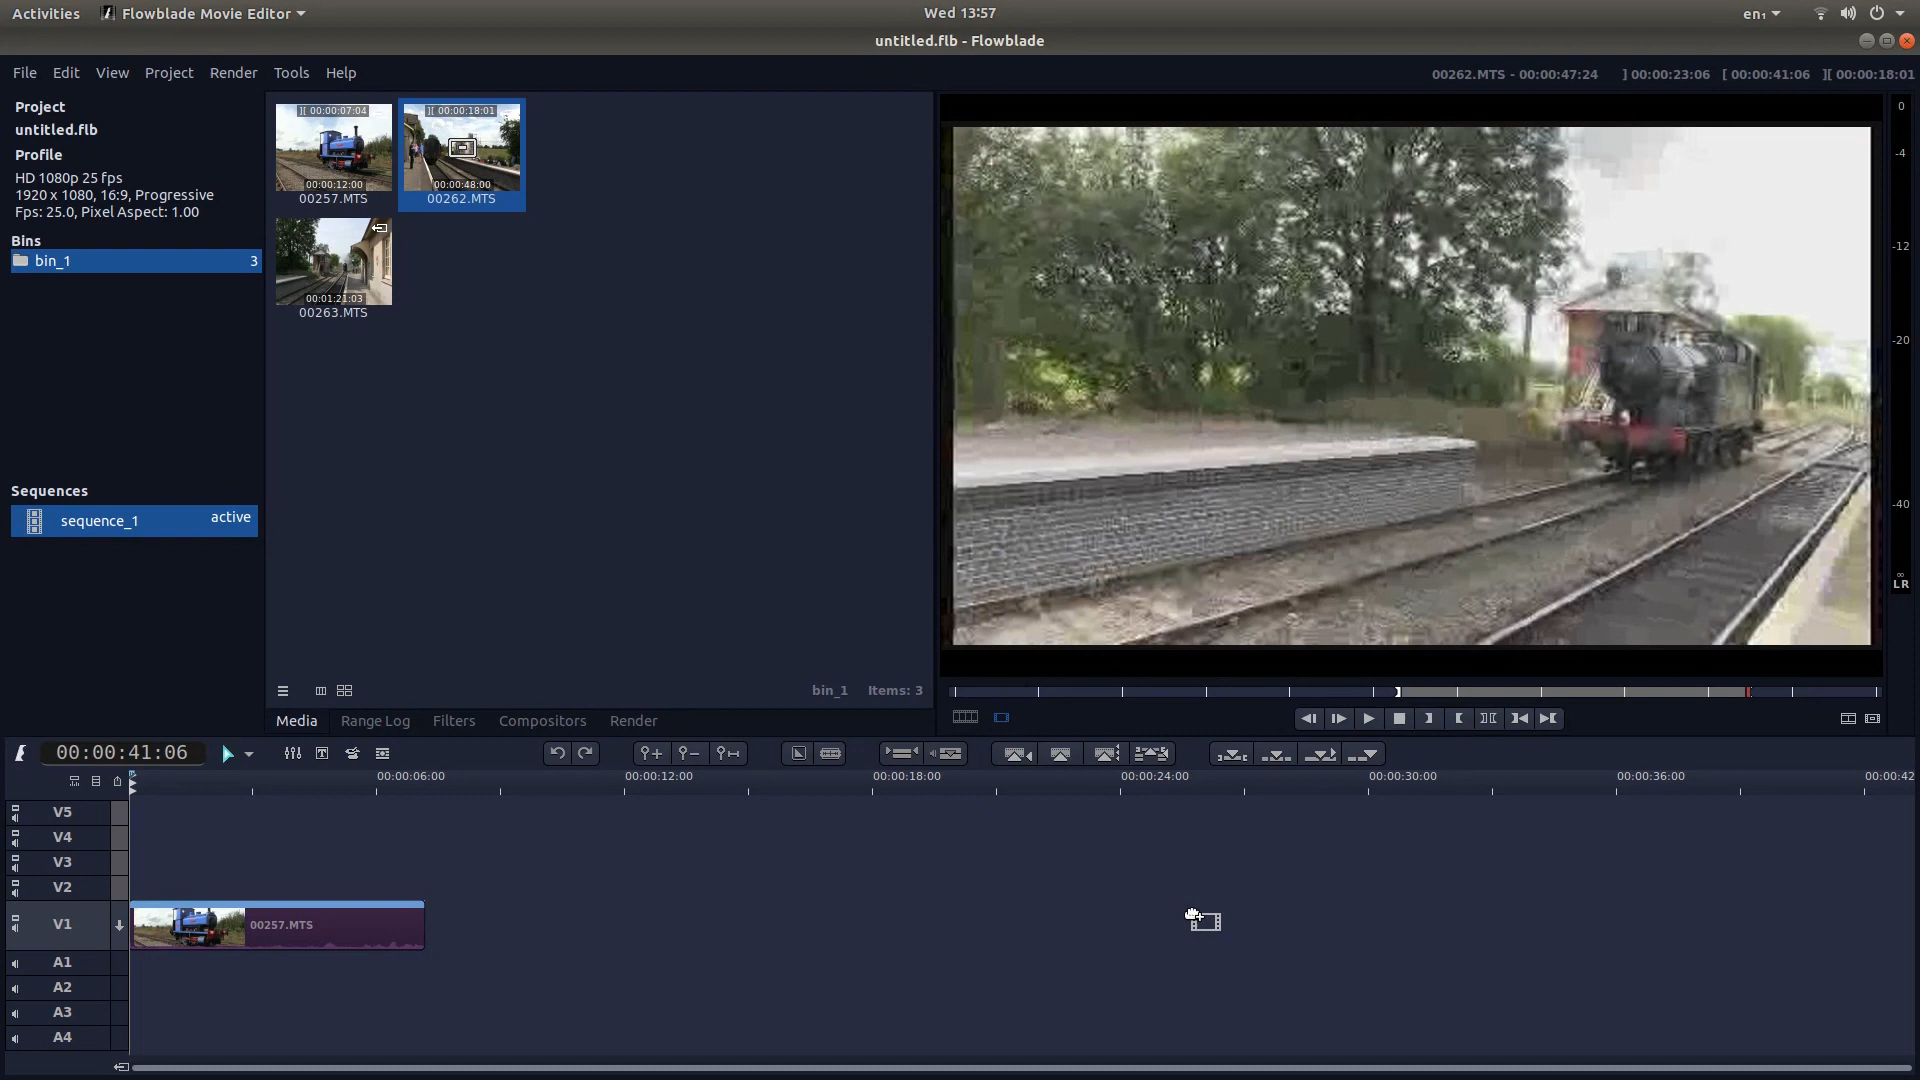 Activities
Flowblade Movie Editor
Wed 13:57
en₁
untitled.flb - Flowblade
File Edit View Project Render Tools Help
00262.MTS - 00:00:47:24 ] 00:00:23:06 [ 00:00:41:06 ][ 00:00:18:01
Project
untitled.flb
Profile
HD 1080p 25 fps
1920 x 1080, 16:9, Progressive
Fps: 25.0, Pixel Aspect: 1.00
Bins
bin_1 3
Sequences
sequence_1 active
][ 00:00:07:04
00:00:12:00
00257.MTS
][ 00:00:18:01
00:00:48:00
00262.MTS
00:01:21:03
00263.MTS
bin_1 Items: 3
Media Range Log Filters Compositors Render
0
-4
-12
-20
-40
∞
LR
00:00:41:06
00:00:06:00 00:00:12:00 00:00:18:00 00:00:24:00 00:00:30:00 00:00:36:00 00:00:42
V5
V4
V3
V2
V1
00257.MTS
A1
A2
A3
A4